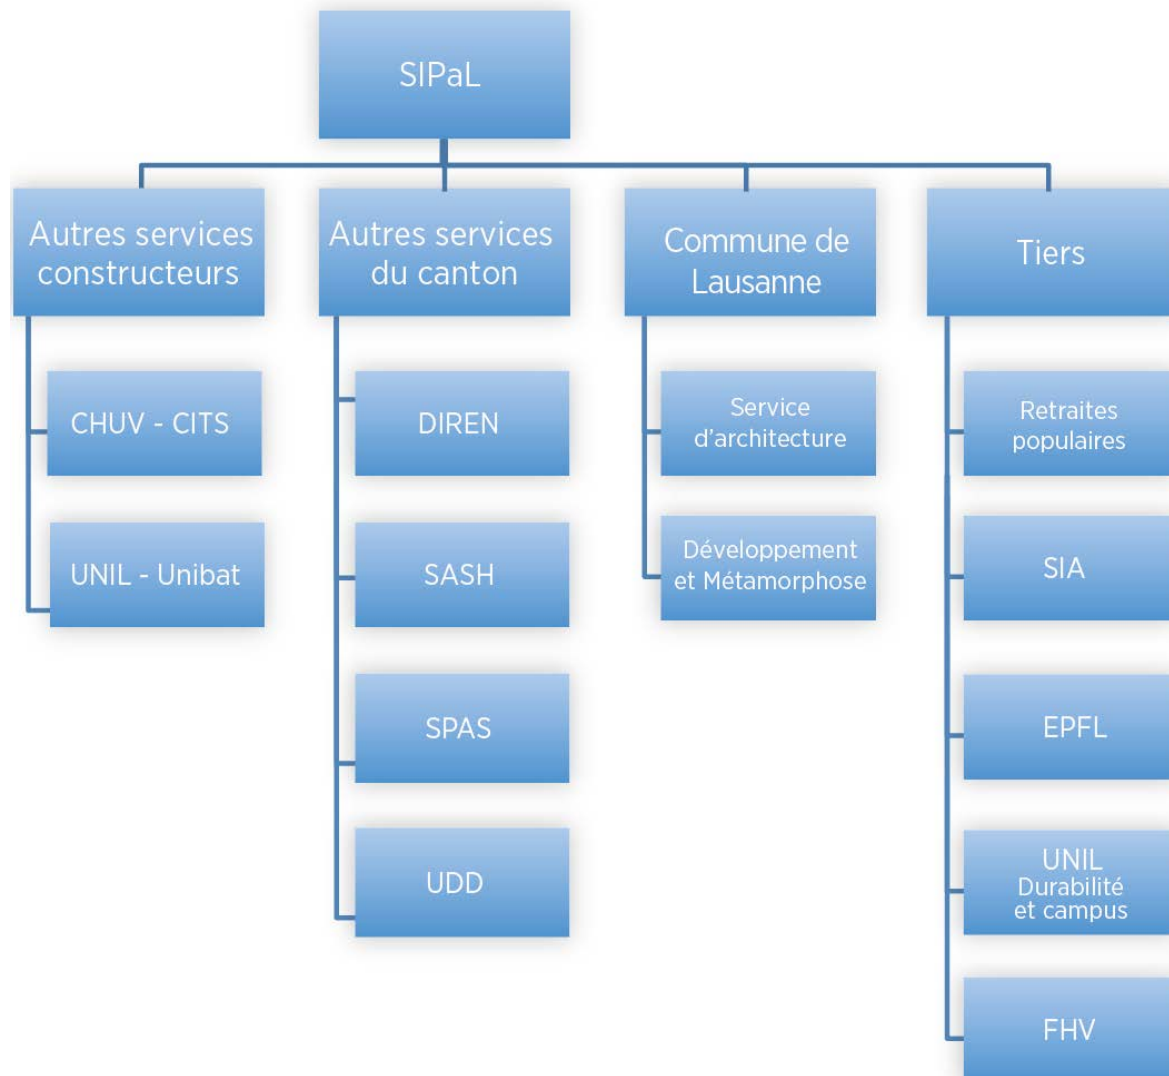 SIPaL
Autres services
constructeurs
Autres services
du canton
Commune de
Lausanne
Tiers
CHUV - CITS
UNIL - Unibat
DIREN
SASH
SPAS
UDD
Service
d'architecture
Développement
et Métamorphose
Retraites
populaires
SIA
EPFL
UNIL
Durabilité
et campus
FHV